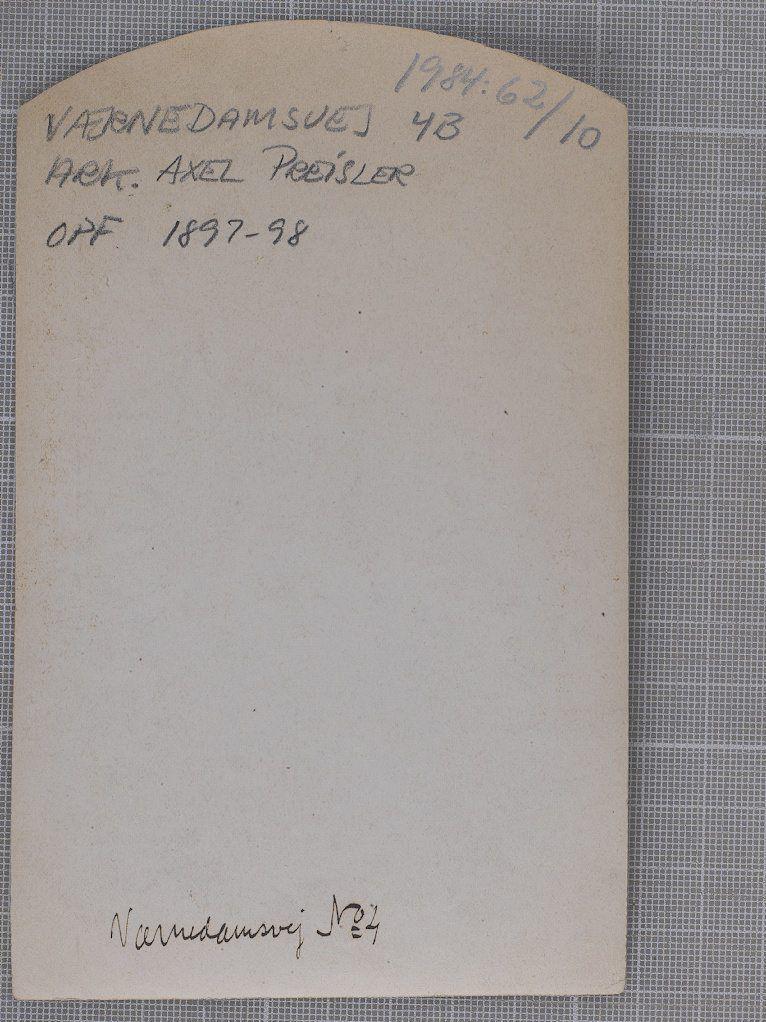 1984:62/10
VÆRNEDAMSVEJ 4B
ARK. AXEL PREISLER
OPF 1897-98
Værnedamsvej No 4